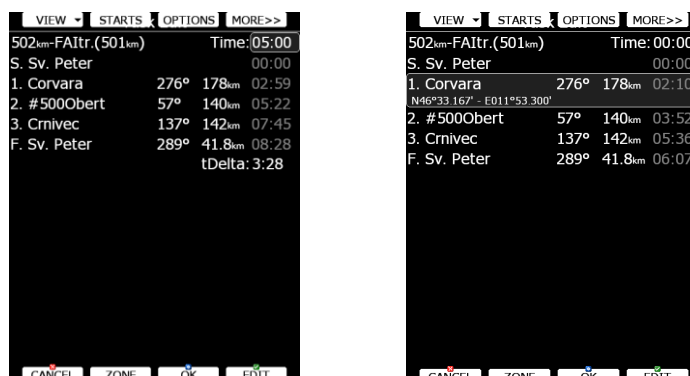 VIEW STARTS OPTIONS MORE>>
502km-FAItr.(501km) Time: 05:00
S. Sv. Peter 00:00
1. Corvara 276° 178km 02:59
2. #500Obert 57° 140km 05:22
3. Crnivec 137° 142km 07:45
F. Sv. Peter 289° 41.8km 08:28
tDelta: 3:28
CANCEL ZONE OK EDIT
VIEW STARTS OPTIONS MORE>>
502km-FAItr.(501km) Time: 00:00
S. Sv. Peter 00:00
1. Corvara 276° 178km 02:10
N46°33.167' - E011°53.300'
2. #500Obert 57° 140km 03:52
3. Crnivec 137° 142km 05:36
F. Sv. Peter 289° 41.8km 06:07
CANCEL ZONE OK EDIT